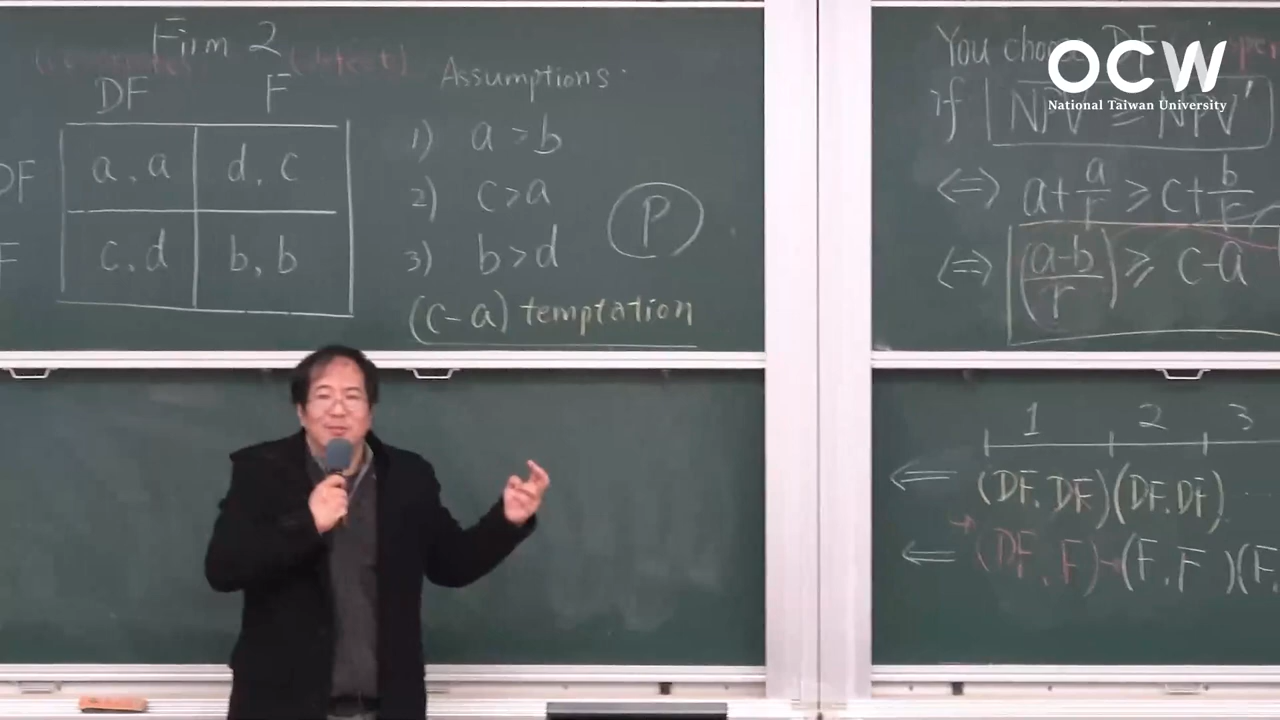 Firm 2
DF F
DF a, a d, c
F c, d b, b
Assumptions:
1) a > b
2) c > a
3) b > d
(c-a) temptation
P
You choose DF
if NPV ≥ NPV'
⇔ a + a/r ≥ c + b/r
⇔ (a-b/r) ≥ c-a
1 2 3
⇐ (DF, DF) (DF, DF) ...
⇐ → (DF, F) → (F, F) (F,
OCW
National Taiwan University